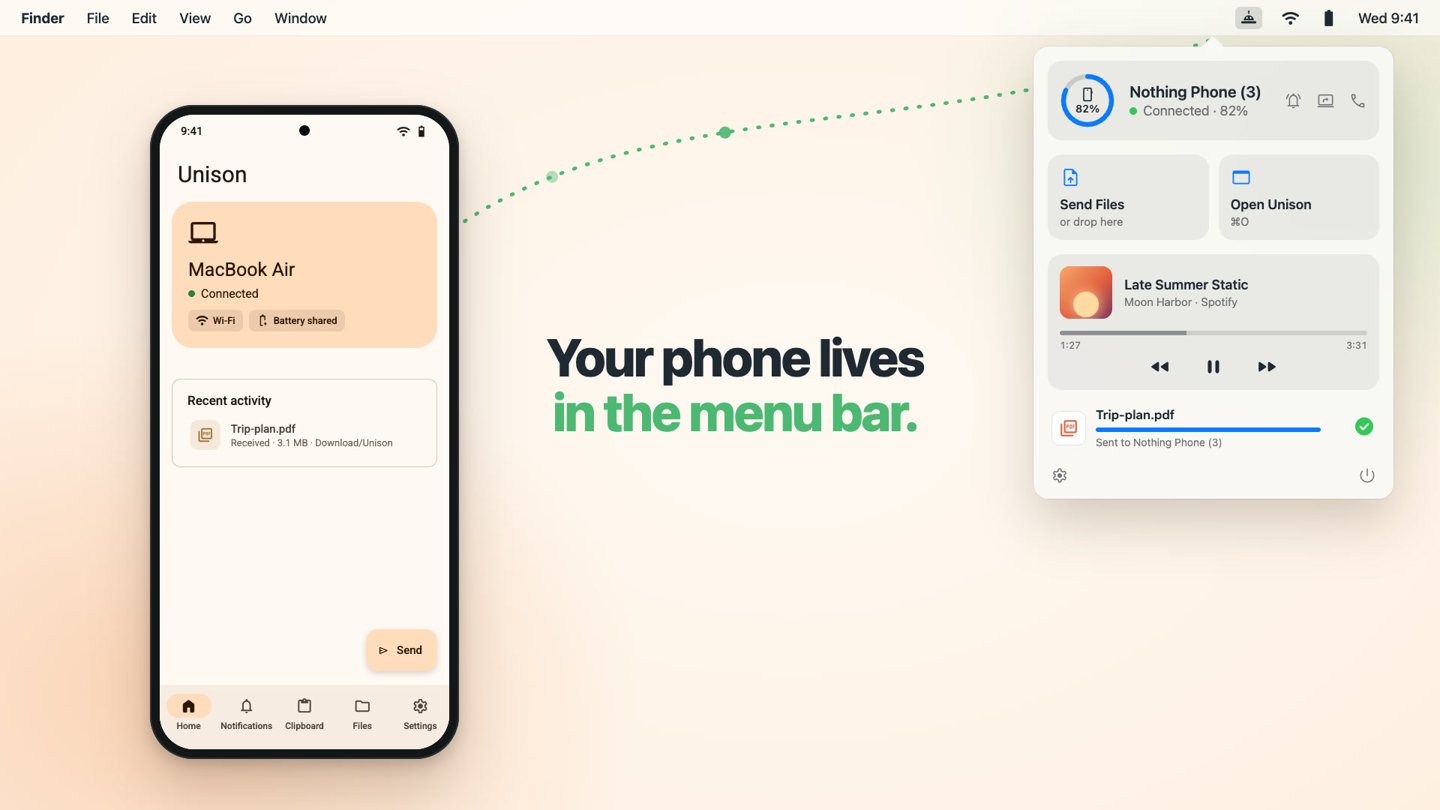 Finder File Edit View Go Window Wed 9:41
9:41
Unison
MacBook Air
Connected
Wi-Fi Battery shared
Recent activity
PDF
Trip-plan.pdf
Received · 3.1 MB · Download/Unison
Send
Home Notifications Clipboard Files Settings
Your phone lives
in the menu bar.
82%
Nothing Phone (3)
Connected · 82%
Send Files
or drop here
Open Unison
⌘O
Late Summer Static
Moon Harbor · Spotify
1:27 3:31
PDF
Trip-plan.pdf
Sent to Nothing Phone (3)